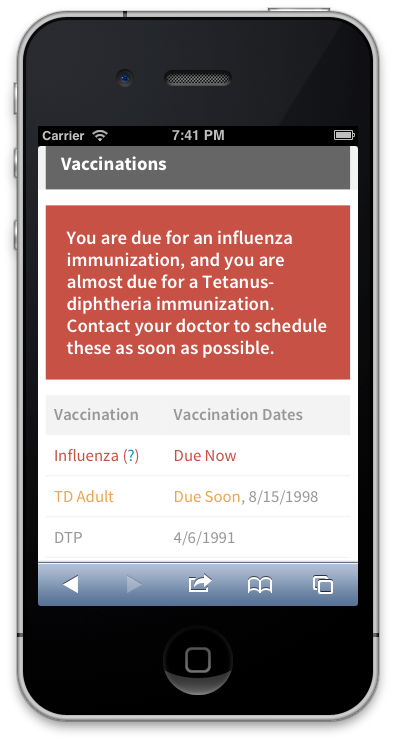 Carrier 7:41 PM
Vaccinations
You are due for an influenza
immunization, and you are
almost due for a Tetanus-
diphtheria immunization.
Contact your doctor to schedule
these as soon as possible.
Vaccination Vaccination Dates
Influenza (?) Due Now
TD Adult Due Soon, 8/15/1998
DTP 4/6/1991